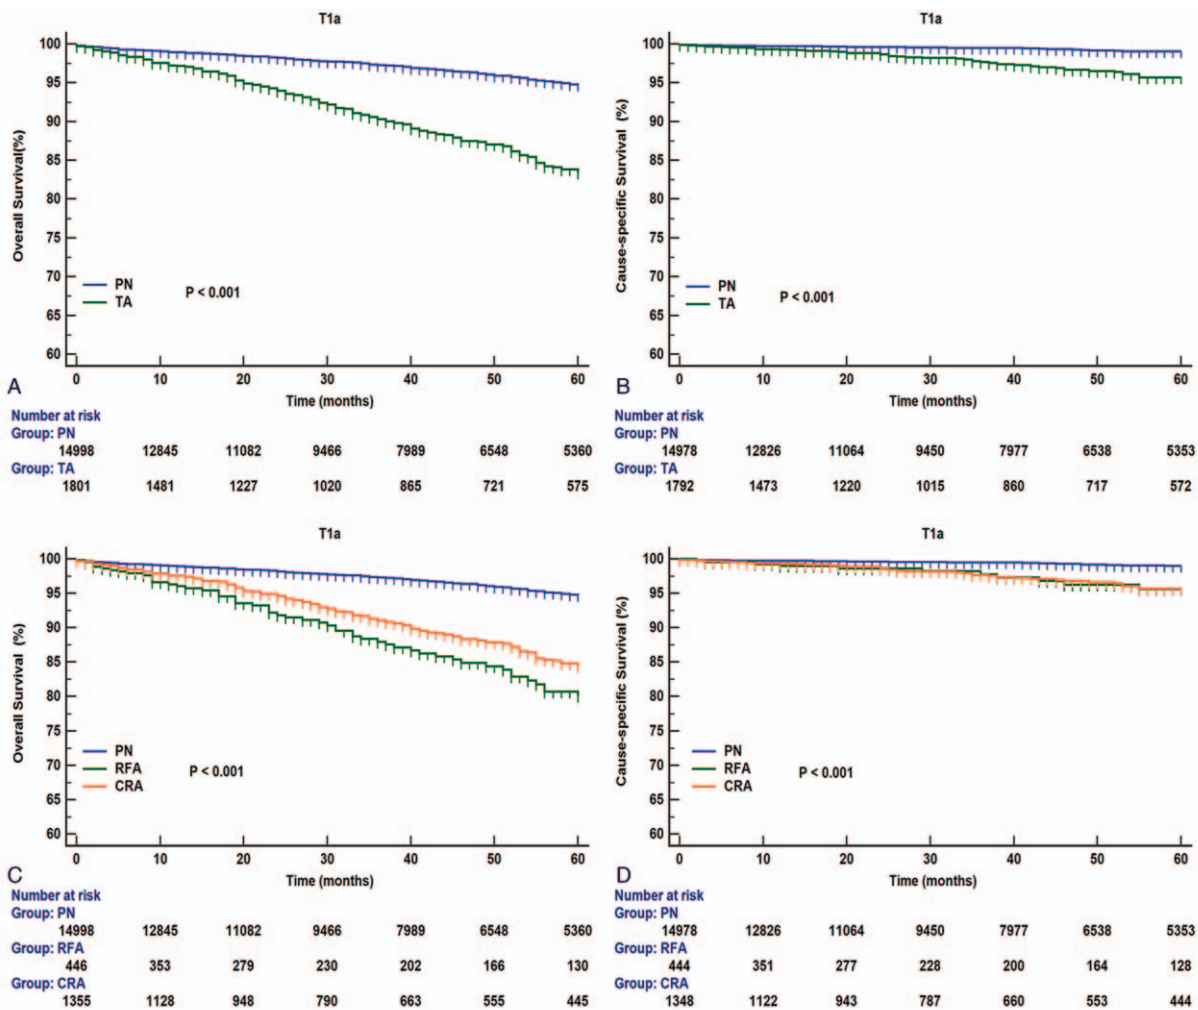 T1a
100
95
90
85
80
75
70
65
60
Overall Survival(%)
PN
TA
P < 0.001
0 10 20 30 40 50 60
Time (months)
A
Number at risk
Group: PN
14998 12845 11082 9466 7989 6548 5360
Group: TA
1801 1481 1227 1020 865 721 575
T1a
100
95
90
85
80
75
70
65
60
Cause-specific Survival (%)
PN
TA
P < 0.001
0 10 20 30 40 50 60
Time (months)
B
Number at risk
Group: PN
14978 12826 11064 9450 7977 6538 5353
Group: TA
1792 1473 1220 1015 860 717 572
T1a
100
95
90
85
80
75
70
65
60
Overall Survival (%)
PN
RFA
CRA
P < 0.001
0 10 20 30 40 50 60
Time (months)
C
Number at risk
Group: PN
14998 12845 11082 9466 7989 6548 5360
Group: RFA
446 353 279 230 202 166 130
Group: CRA
1355 1128 948 790 663 555 445
T1a
100
95
90
85
80
75
70
65
60
Cause-specific Survival (%)
PN
RFA
CRA
P < 0.001
0 10 20 30 40 50 60
Time (months)
D
Number at risk
Group: PN
14978 12826 11064 9450 7977 6538 5353
Group: RFA
444 351 277 228 200 164 128
Group: CRA
1348 1122 943 787 660 553 444